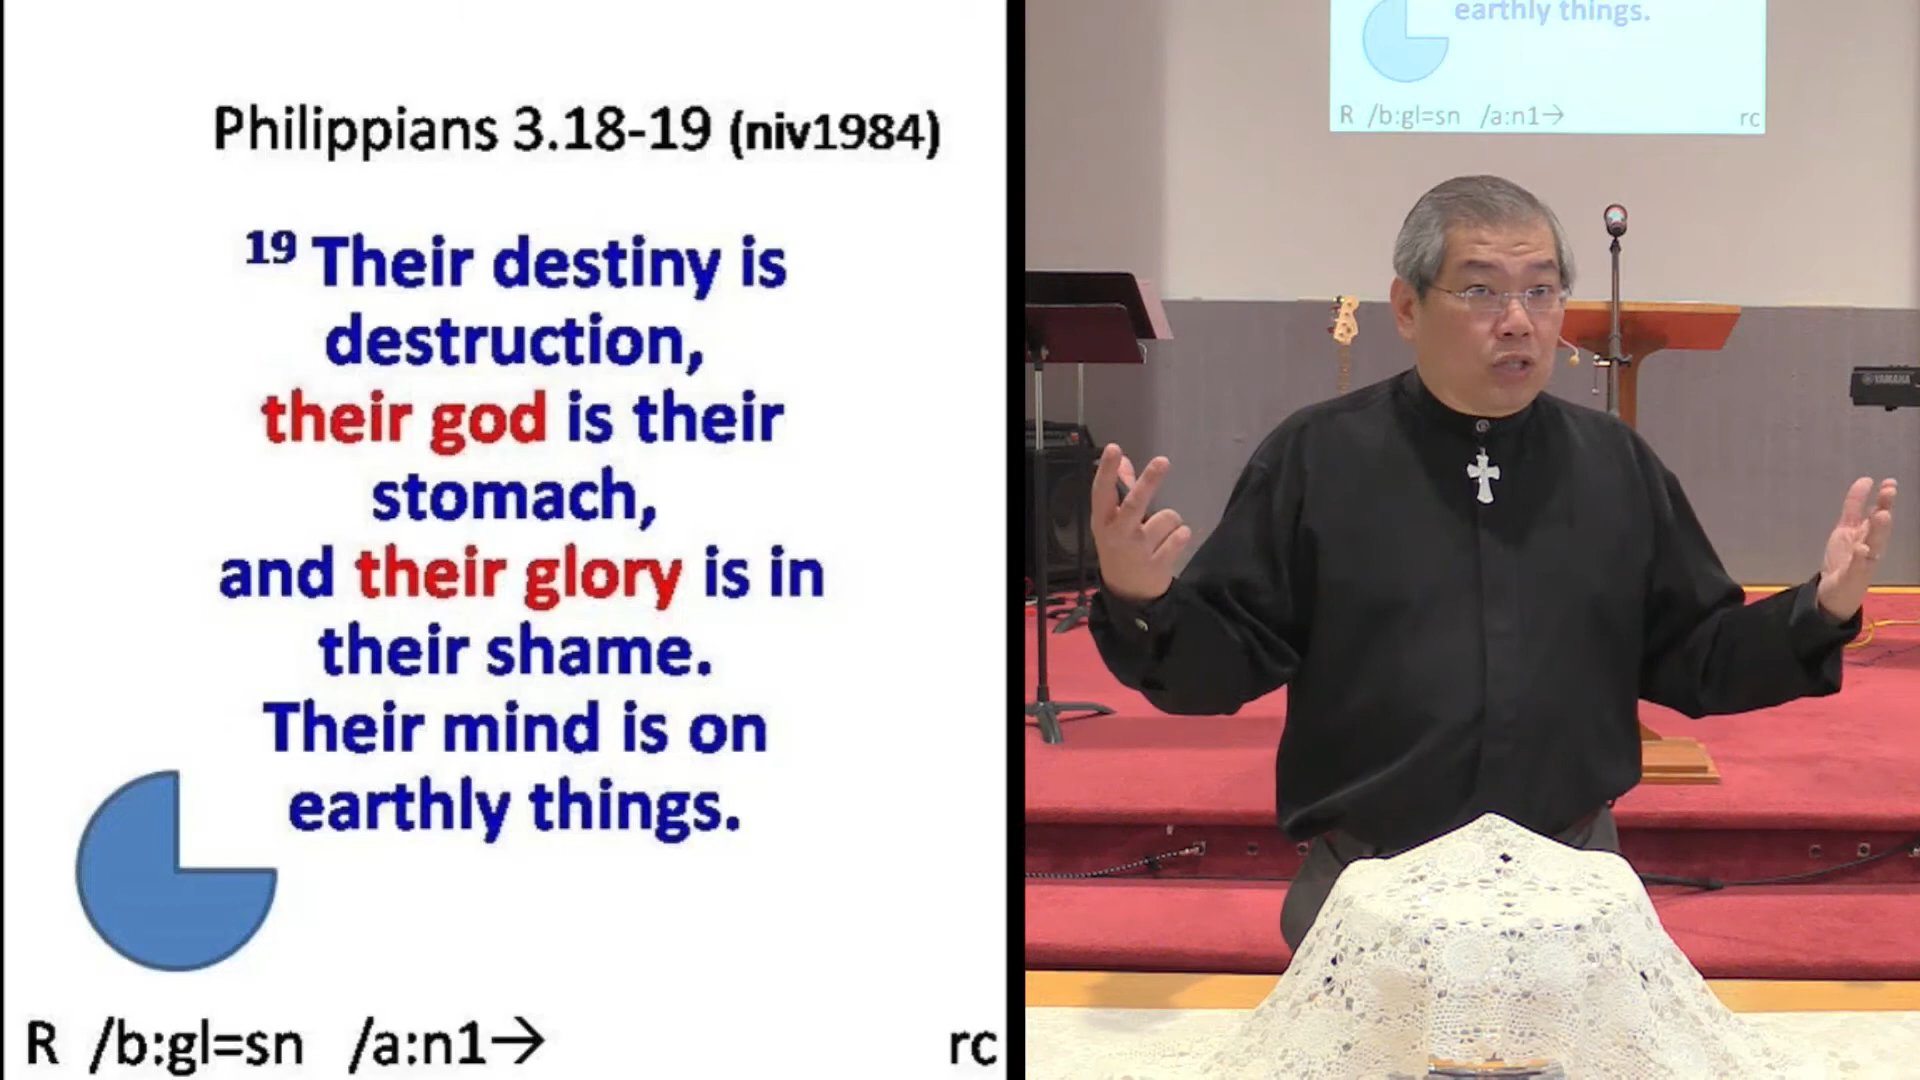 Philippians 3.18-19 (niv1984)
19 Their destiny is
destruction,
their god is their
stomach,
and their glory is in
their shame.
Their mind is on
earthly things.
R /b:gl=sn /a:n1→
rc
earthly things.
R /b:gl=sn /a:n1→
rc
YAMAHA